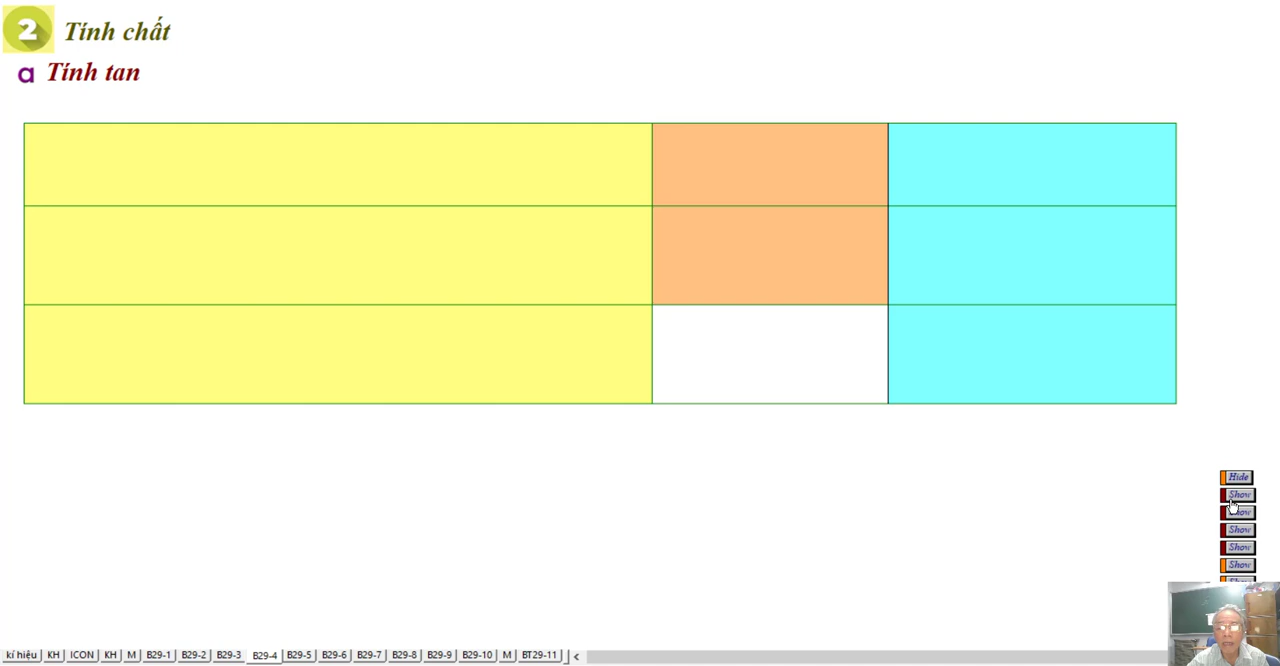 2 Tính chất
a Tính tan
Hide
Show
Show
Show
Show
Show
kí hiệu KH ICON KH M B29-1 B29-2 B29-3 B29-4 B29-5 B29-6 B29-7 B29-8 B29-9 B29-10 M BT29-11 <